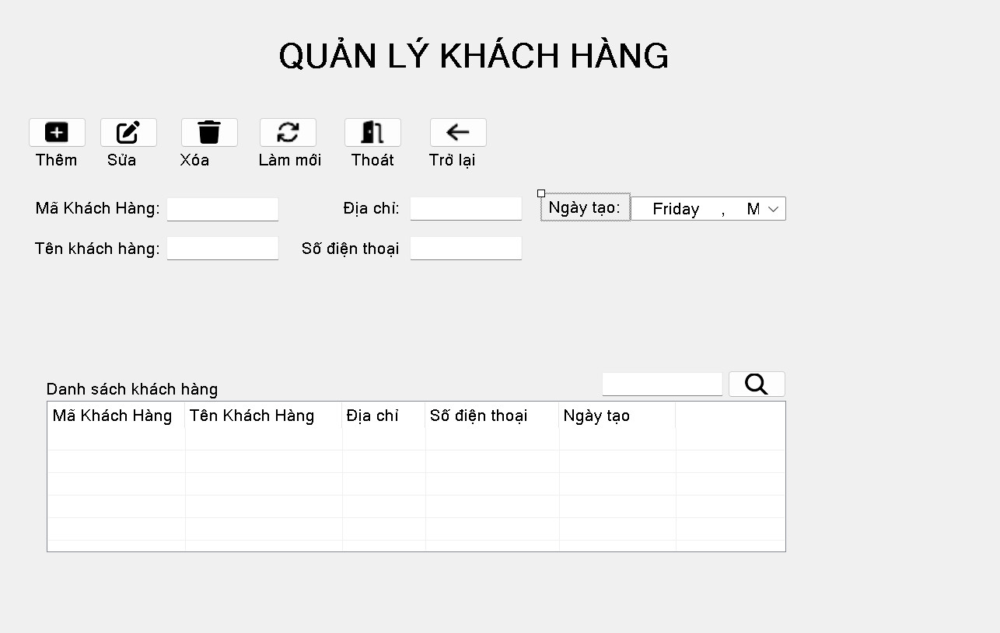 QUẢN LÝ KHÁCH HÀNG
Thêm Sửa Xóa Làm mới Thoát Trở lại
Mã Khách Hàng: Địa chỉ: Ngày tạo: Friday , M
Tên khách hàng: Số điện thoại
Danh sách khách hàng
Mã Khách Hàng Tên Khách Hàng Địa chỉ Số điện thoại Ngày tạo